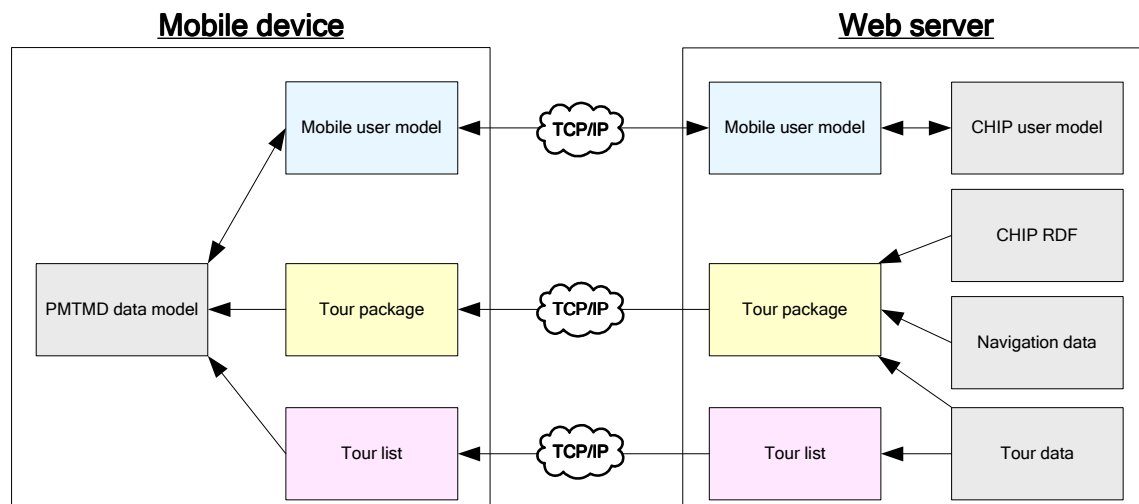 Mobile device
Web server
Mobile user model
TCP/IP
Mobile user model
CHIP user model
CHIP RDF
PMTMD data model
Tour package
TCP/IP
Tour package
Navigation data
Tour list
TCP/IP
Tour list
Tour data